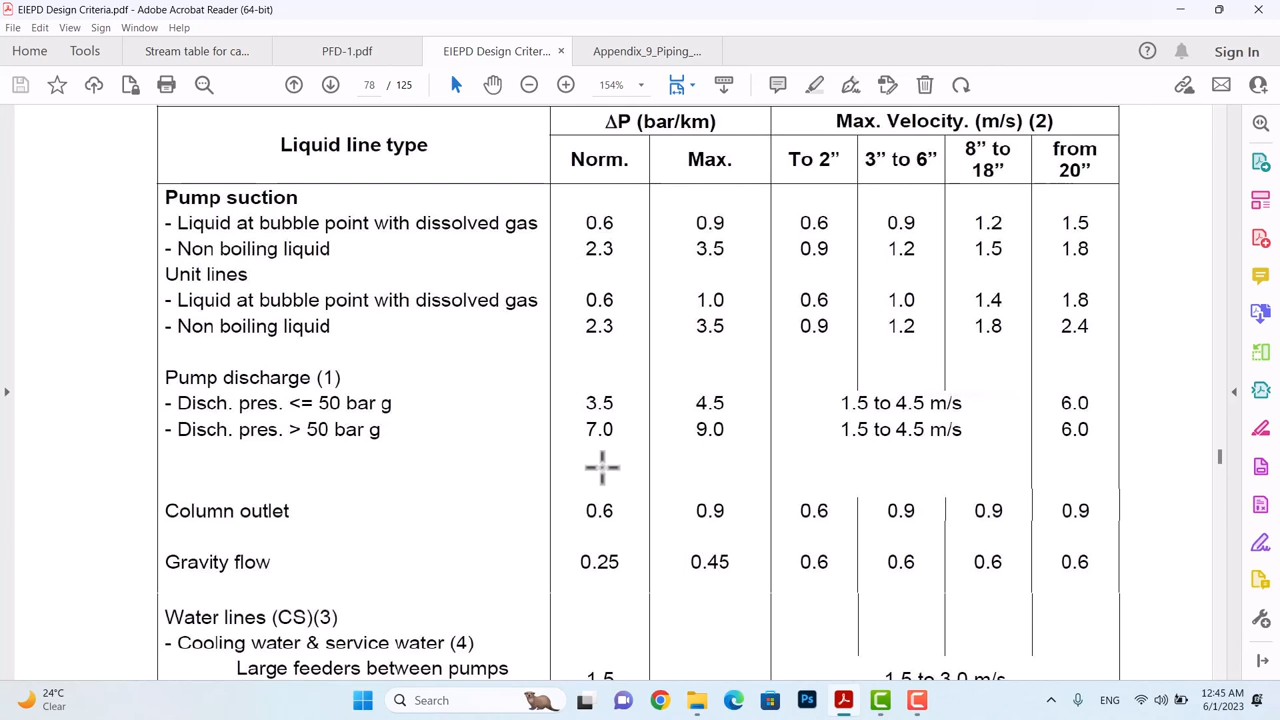 EIEPD Design Criteria.pdf - Adobe Acrobat Reader (64-bit)
File Edit View Sign Window Help
Home Tools Stream table for ca... PFD-1.pdf EIEPD Design Criter... × Appendix_9_Piping_... Sign In
78 / 125 154%
Liquid line type ΔP (bar/km) Max. Velocity. (m/s) (2)
Norm. Max. To 2” 3” to 6” 8” to 18” from 20”
Pump suction
- Liquid at bubble point with dissolved gas 0.6 0.9 0.6 0.9 1.2 1.5
- Non boiling liquid 2.3 3.5 0.9 1.2 1.5 1.8
Unit lines
- Liquid at bubble point with dissolved gas 0.6 1.0 0.6 1.0 1.4 1.8
- Non boiling liquid 2.3 3.5 0.9 1.2 1.8 2.4
Pump discharge (1)
- Disch. pres. <= 50 bar g 3.5 4.5 1.5 to 4.5 m/s 6.0
- Disch. pres. > 50 bar g 7.0 9.0 1.5 to 4.5 m/s 6.0
Column outlet 0.6 0.9 0.6 0.9 0.9 0.9
Gravity flow 0.25 0.45 0.6 0.6 0.6 0.6
Water lines (CS)(3)
- Cooling water & service water (4)
Large feeders between pumps 1.5 1.5 to 3.0 m/s
24°C
Clear
Search
Ps
ENG
12:45 AM
6/1/2023